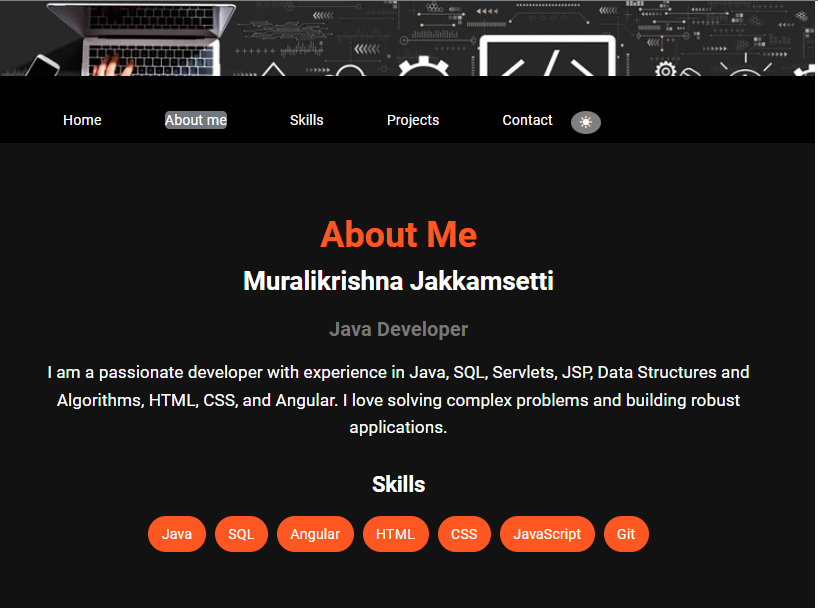 </>
Home About me Skills Projects Contact
About Me
Muralikrishna Jakkamsetti
Java Developer
I am a passionate developer with experience in Java, SQL, Servlets, JSP, Data Structures and
Algorithms, HTML, CSS, and Angular. I love solving complex problems and building robust
applications.
Skills
Java SQL Angular HTML CSS JavaScript Git